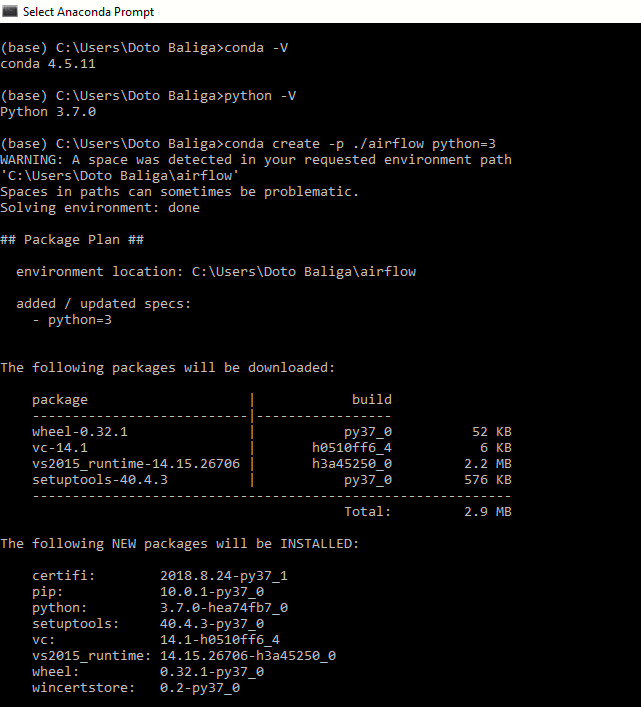 Select Anaconda Prompt
(base) C:\Users\Doto Baliga>conda -V
conda 4.5.11
(base) C:\Users\Doto Baliga>python -V
Python 3.7.0
(base) C:\Users\Doto Baliga>conda create -p ./airflow python=3
WARNING: A space was detected in your requested environment path
'C:\Users\Doto Baliga\airflow'
Spaces in paths can sometimes be problematic.
Solving environment: done
## Package Plan ##
environment location: C:\Users\Doto Baliga\airflow
added / updated specs:
- python=3
The following packages will be downloaded:
package | build
---------------------------|-----------------
wheel-0.32.1 | py37_0 52 KB
vc-14.1 | h0510ff6_4 6 KB
vs2015_runtime-14.15.26706 | h3a45250_0 2.2 MB
setuptools-40.4.3 | py37_0 576 KB
------------------------------------------------------------
Total: 2.9 MB
The following NEW packages will be INSTALLED:
certifi: 2018.8.24-py37_1
pip: 10.0.1-py37_0
python: 3.7.0-hea74fb7_0
setuptools: 40.4.3-py37_0
vc: 14.1-h0510ff6_4
vs2015_runtime: 14.15.26706-h3a45250_0
wheel: 0.32.1-py37_0
wincertstore: 0.2-py37_0